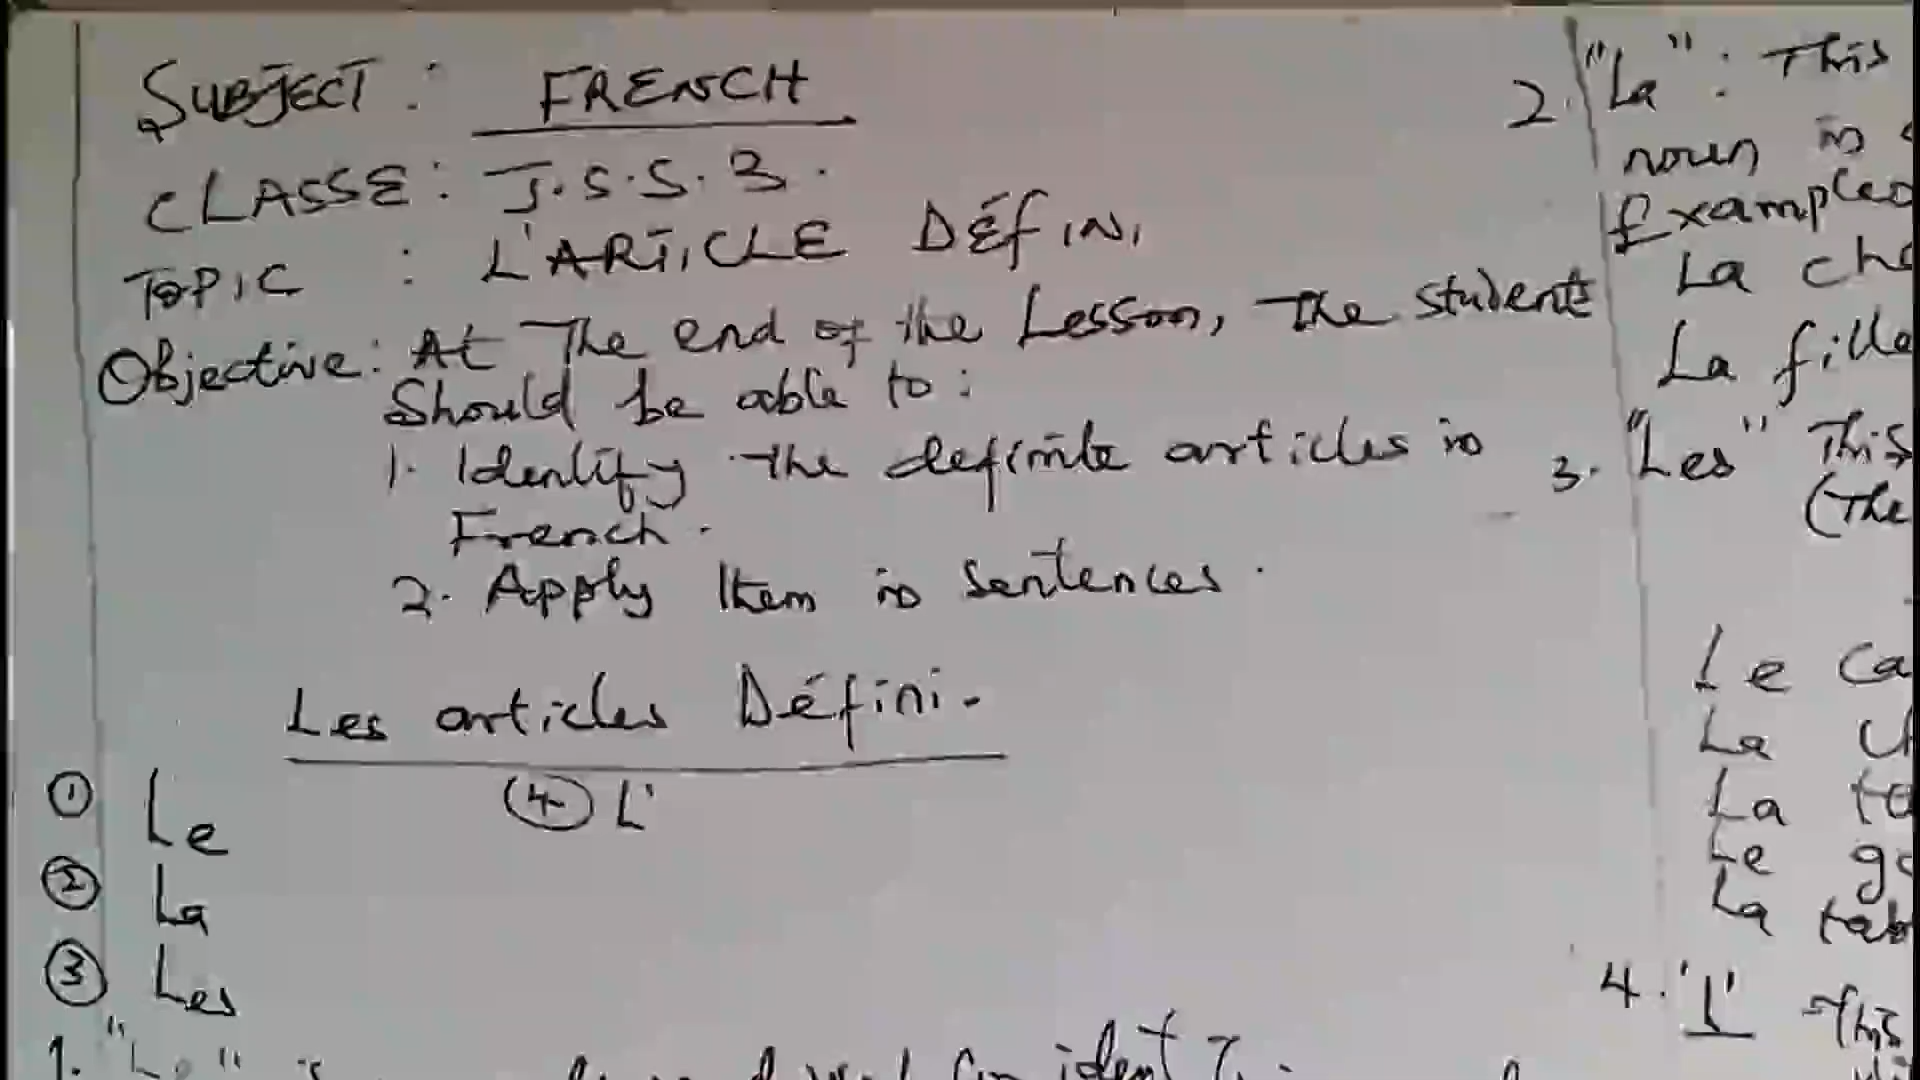 SUBJECT : FRENCH
CLASSE : J.S.S. 3.
TOPIC : L'ARTICLE DÉFINI
Objective: At The end of the Lesson, The students
Should be able to:
1. Identify the definite articles in
French.
2. Apply them in sentences.
Les articles Défini.
① Le
④ L'
② La
③ Les
1. "Le" is
2. "La" : This
noun in
Examples
La
La fille
3. "Les" This
(The
Le
La
La
Le
La
4. 'L' This